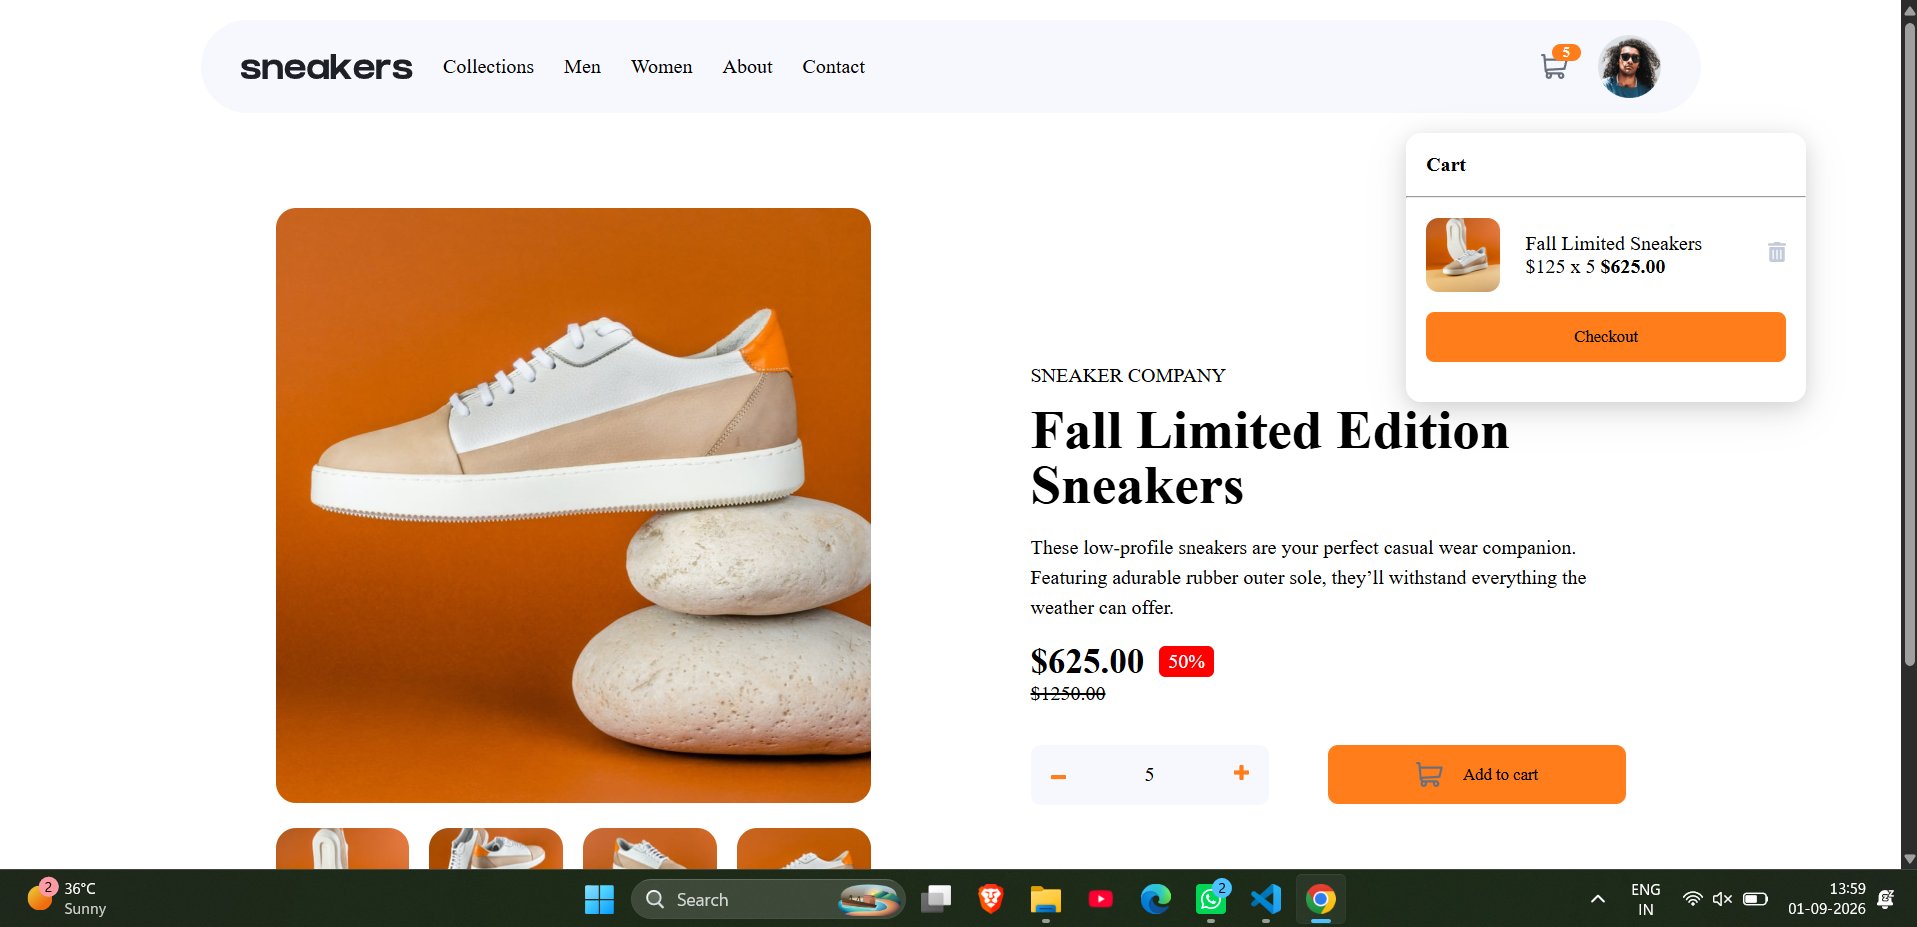 sneakers
Collections
Men
Women
About
Contact
5
Cart
Fall Limited Sneakers
$125 x 5 $625.00
Checkout
SNEAKER COMPANY
Fall Limited Edition
Sneakers
These low-profile sneakers are your perfect casual wear companion.
Featuring adurable rubber outer sole, they’ll withstand everything the
weather can offer.
$625.00 50%
$1250.00
5
Add to cart
2
36°C
Sunny
Search
2
ENG
IN
13:59
01-09-2026